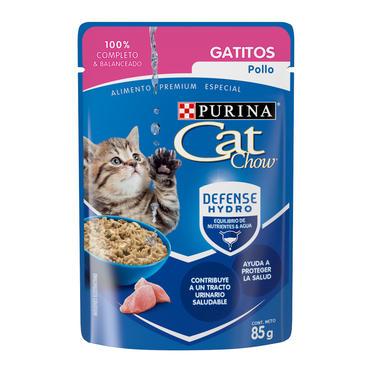 100%
COMPLETO
& BALANCEADO
GATITOS
Pollo
ALIMENTO PREMIUM ESPECIAL
PURINA
Cat
Chow
DEFENSE
HYDRO
EQUILIBRIO DE
NUTRIENTES & AGUA
AYUDA A
PROTEGER
LA SALUD
CONTRIBUYE
A UN TRACTO
URINARIO
SALUDABLE
CONT. NETO
85g